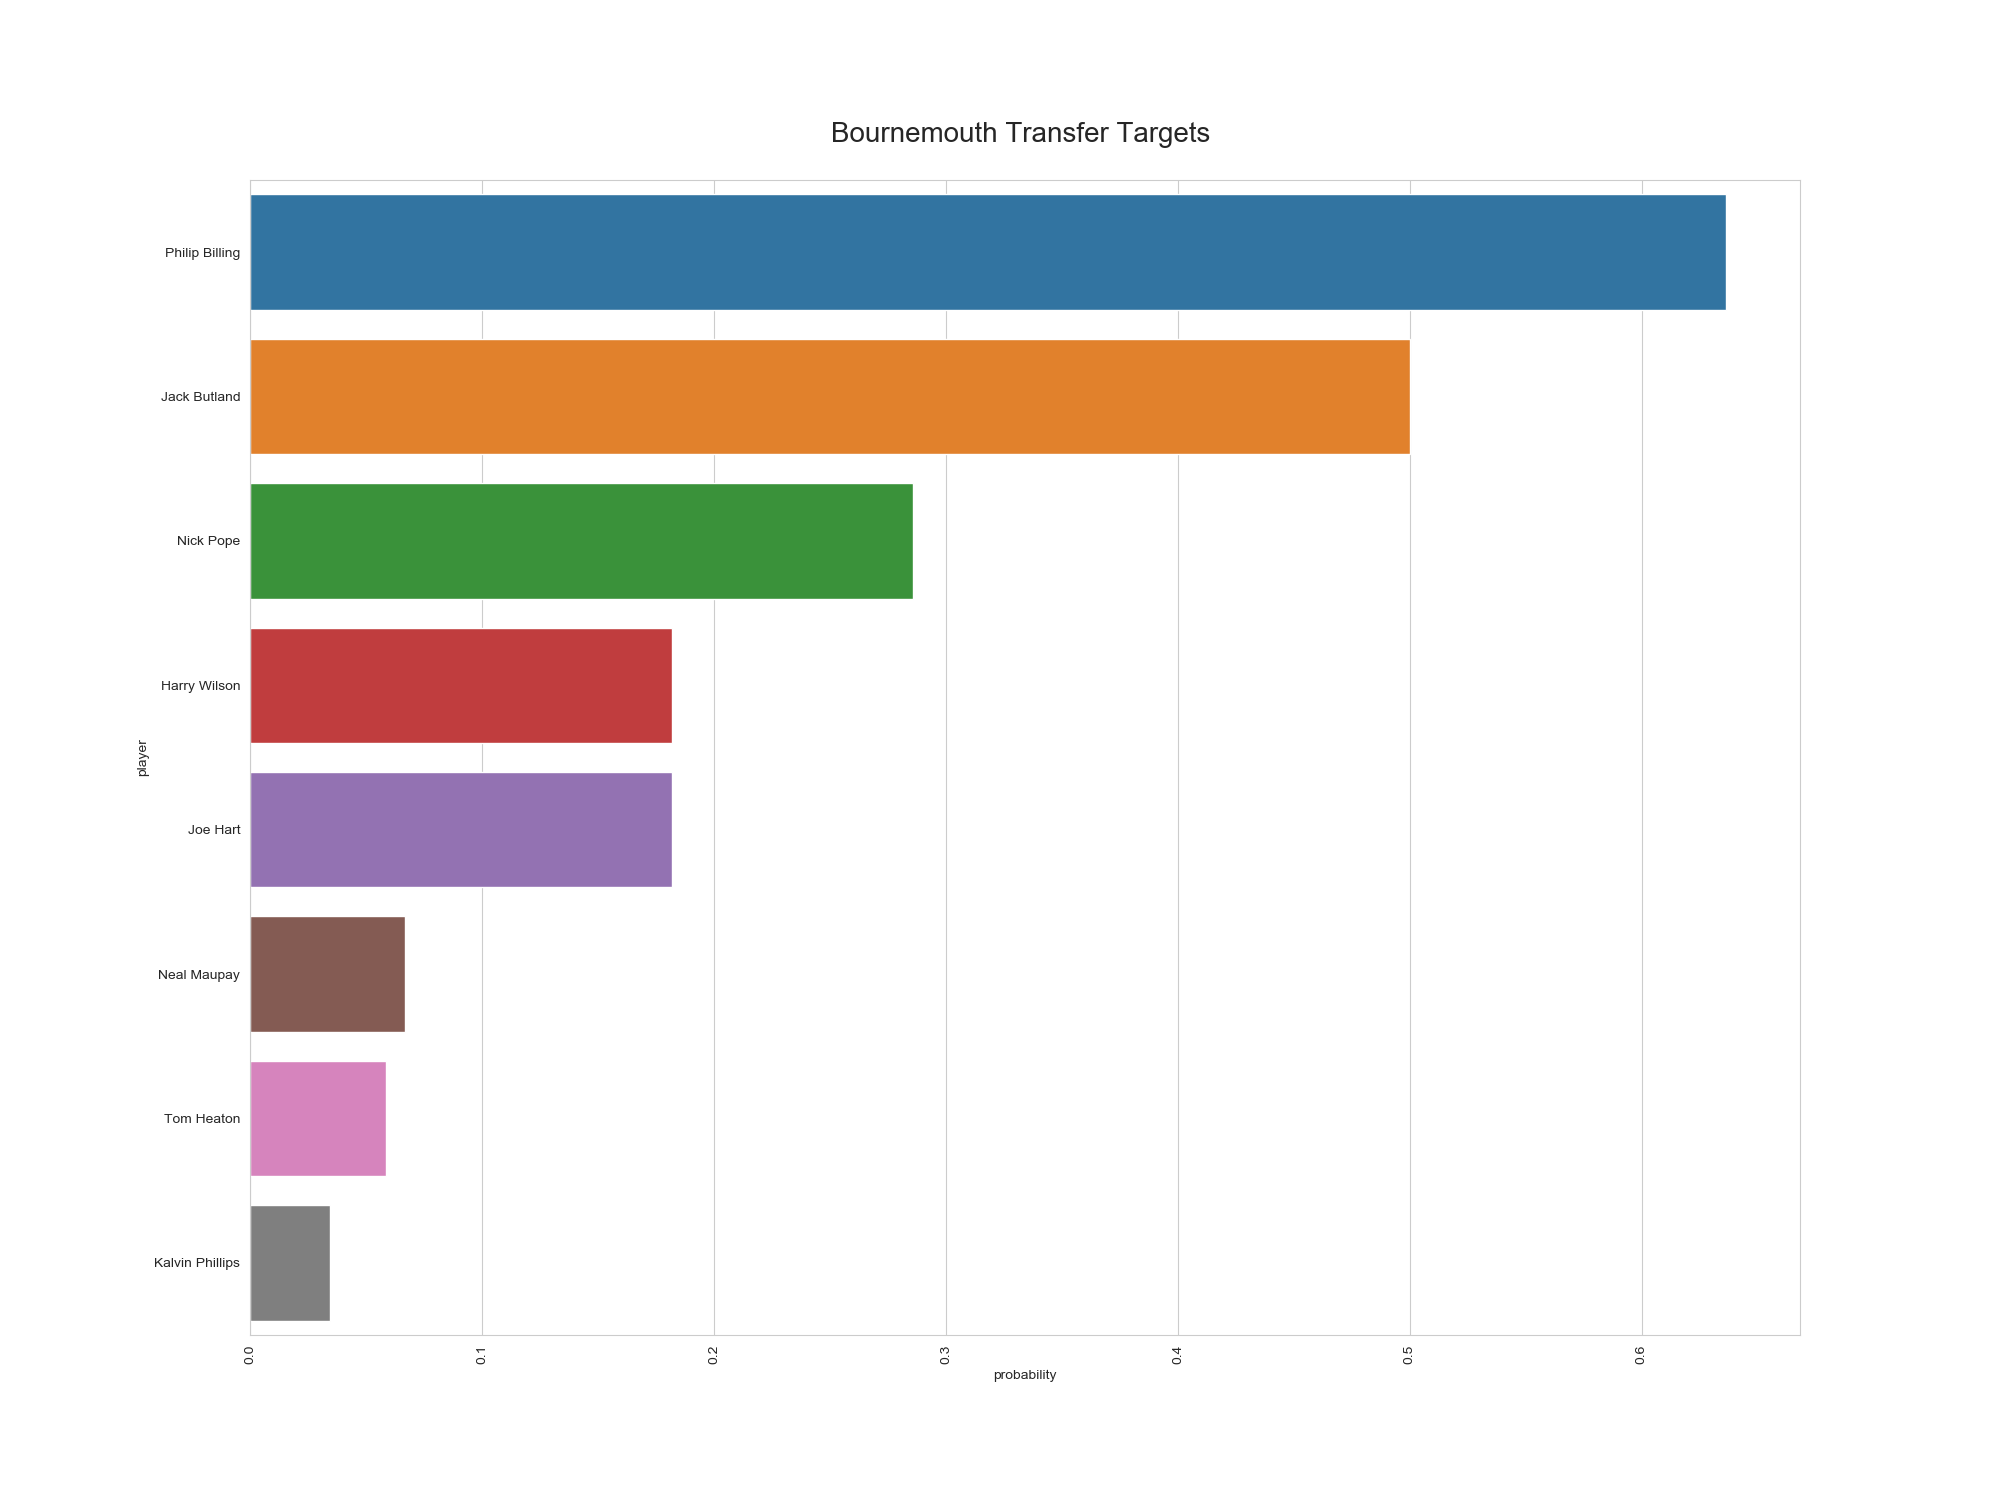 Bournemouth Transfer Targets
Philip Billing
Jack Butland
Nick Pope
Harry Wilson
player
Joe Hart
Neal Maupay
Tom Heaton
Kalvin Phillips
0.0
0.1
0.2
0.3
0.4
0.5
0.6
probability